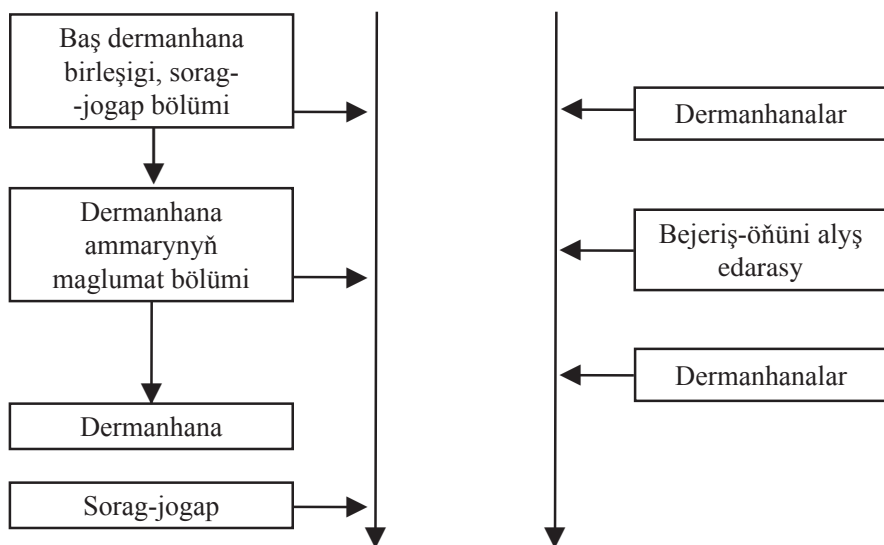 Baş dermanhana
birleşigi, sorag-
-jogap bölümi
Dermanhana
ammarynyň
maglumat bölümi
Dermanhana
Sorag-jogap
Dermanhanalar
Bejeriş-öňüni alyş
edarasy
Dermanhanalar